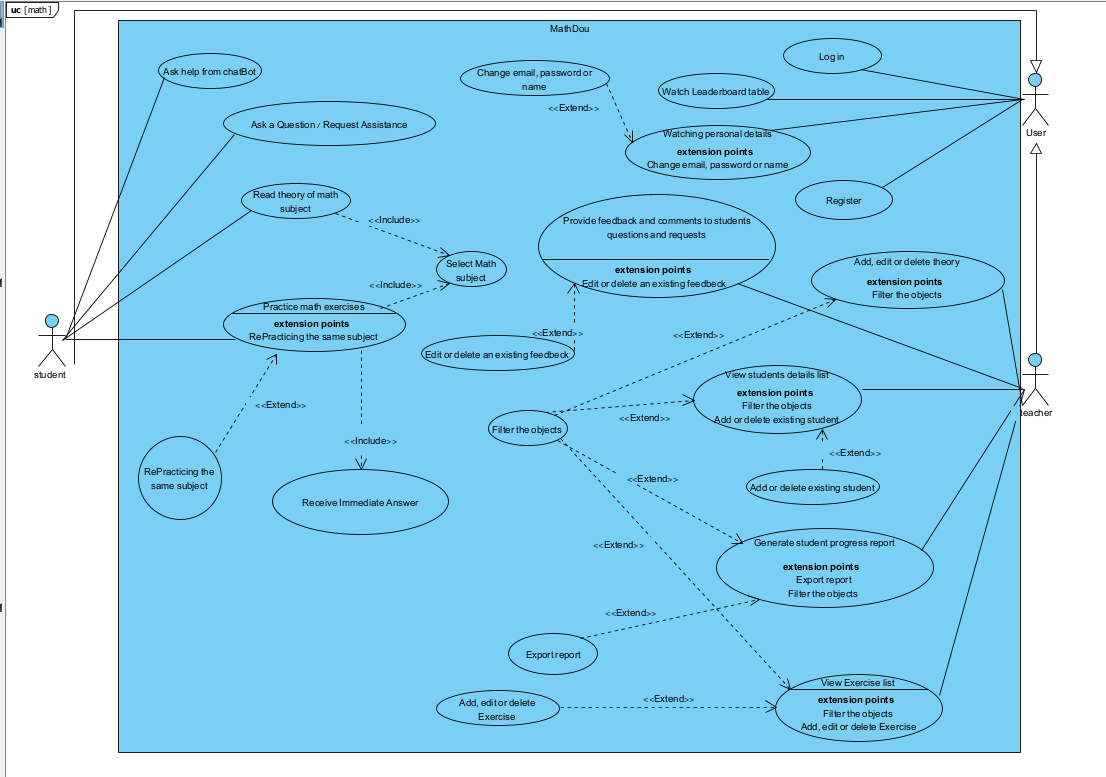 uc [math]
MathDou
Ask help from chatBot
Change email, password or
name
Log in
Watch Leaderboard table
<<Extend>>
Ask a Question / Request Assistance
Watching personal details
extension points
Change email, password or name
User
Read theory of math
subject
<<Include>>
Register
Provide feedback and comments to students
questions and requests
extension points
Edit or delete an existing feedback
Select Math
subject
Add, edit or delete theory
extension points
Filter the objects
<<Include>>
Practice math exercises
extension points
RePracticing the same subject
<<Extend>>
<<Extend>>
Edit or delete an existing feedback
student
View students details list
extension points
Filter the objects
Add or delete existing student
teacher
<<Extend>>
<<Extend>>
Filter the objects
<<Include>>
<<Extend>>
RePracticing the
same subject
<<Extend>>
Add or delete existing student
Receive Immediate Answer
<<Extend>>
Generate student progress report
extension points
Export report
Filter the objects
<<Extend>>
Export report
View Exercise list
extension points
Filter the objects
Add, edit or delete Exercise
<<Extend>>
Add, edit or delete
Exercise